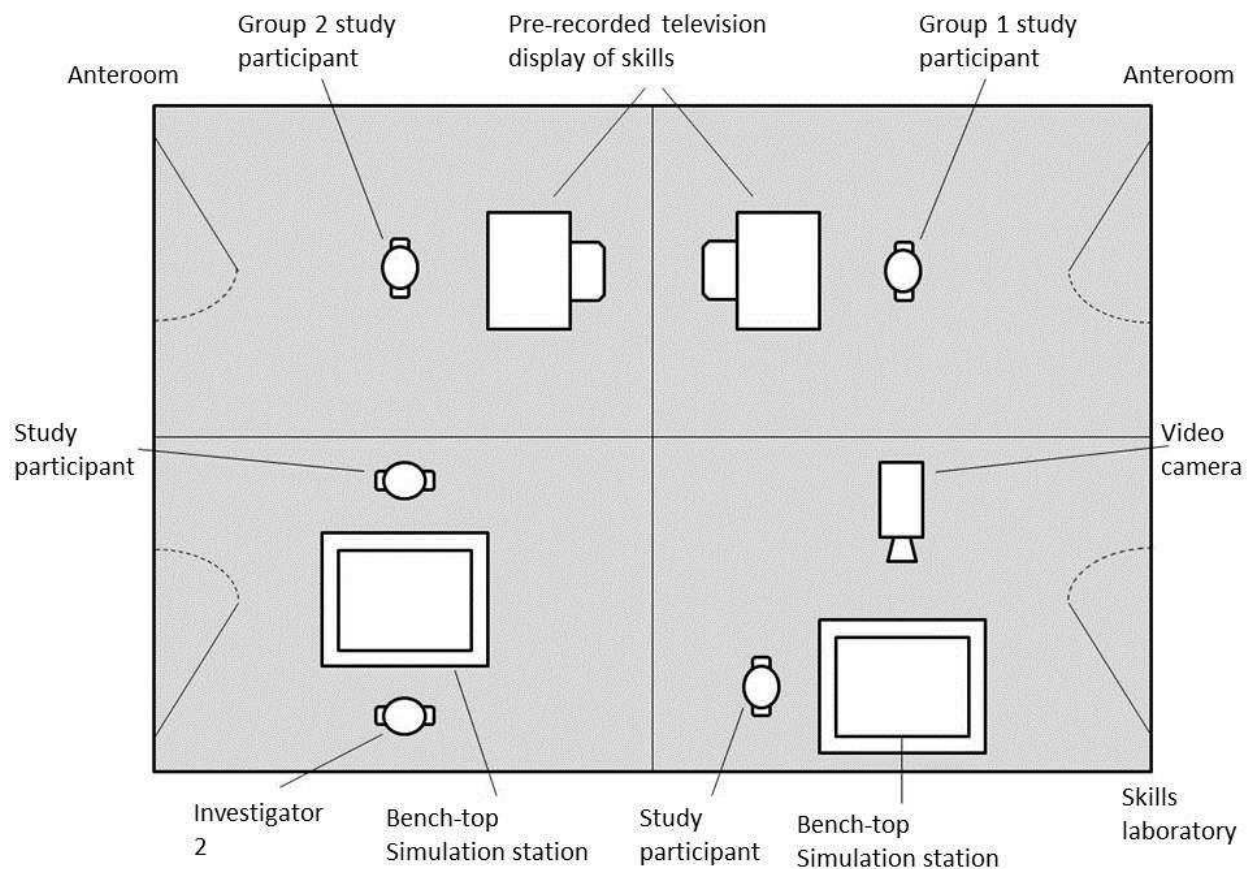 Group 2 study
participant
Pre-recorded television
display of skills
Group 1 study
participant
Anteroom
Anteroom
Study
participant
Video
camera
Investigator
2
Bench-top
Simulation station
Study
participant
Bench-top
Simulation station
Skills
laboratory